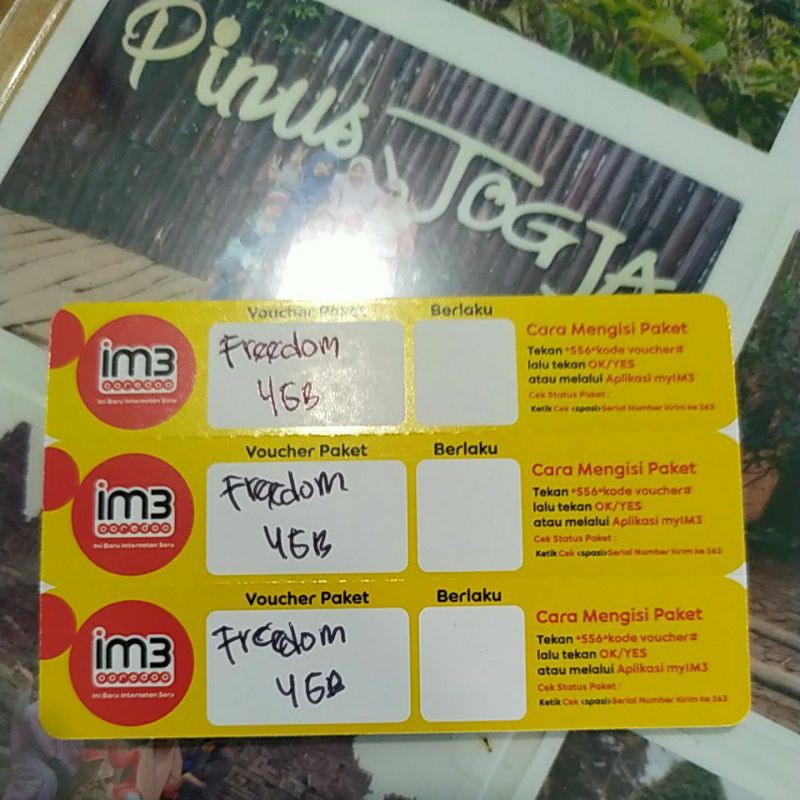 Pinus
JOGJA
Voucher Paket
Berlaku
im3
ooredoo
Ini Baru Internetan Seru
Freedom
4GB
Cara Mengisi Paket
Tekan *556*kode voucher#
lalu tekan OK/YES
atau melalui Aplikasi myIM3
Cek Status Paket :
Ketik Cek <spasi>Serial Number kirim ke 363
Voucher Paket
Berlaku
im3
ooredoo
Ini Baru Internetan Seru
Freedom
4GB
Cara Mengisi Paket
Tekan *556*kode voucher#
lalu tekan OK/YES
atau melalui Aplikasi myIM3
Cek Status Paket :
Ketik Cek <spasi>Serial Number kirim ke 363
Voucher Paket
Berlaku
im3
ooredoo
Ini Baru Internetan Seru
Freedom
4GB
Cara Mengisi Paket
Tekan *556*kode voucher#
lalu tekan OK/YES
atau melalui Aplikasi myIM3
Cek Status Paket :
Ketik Cek <spasi>Serial Number kirim ke 363